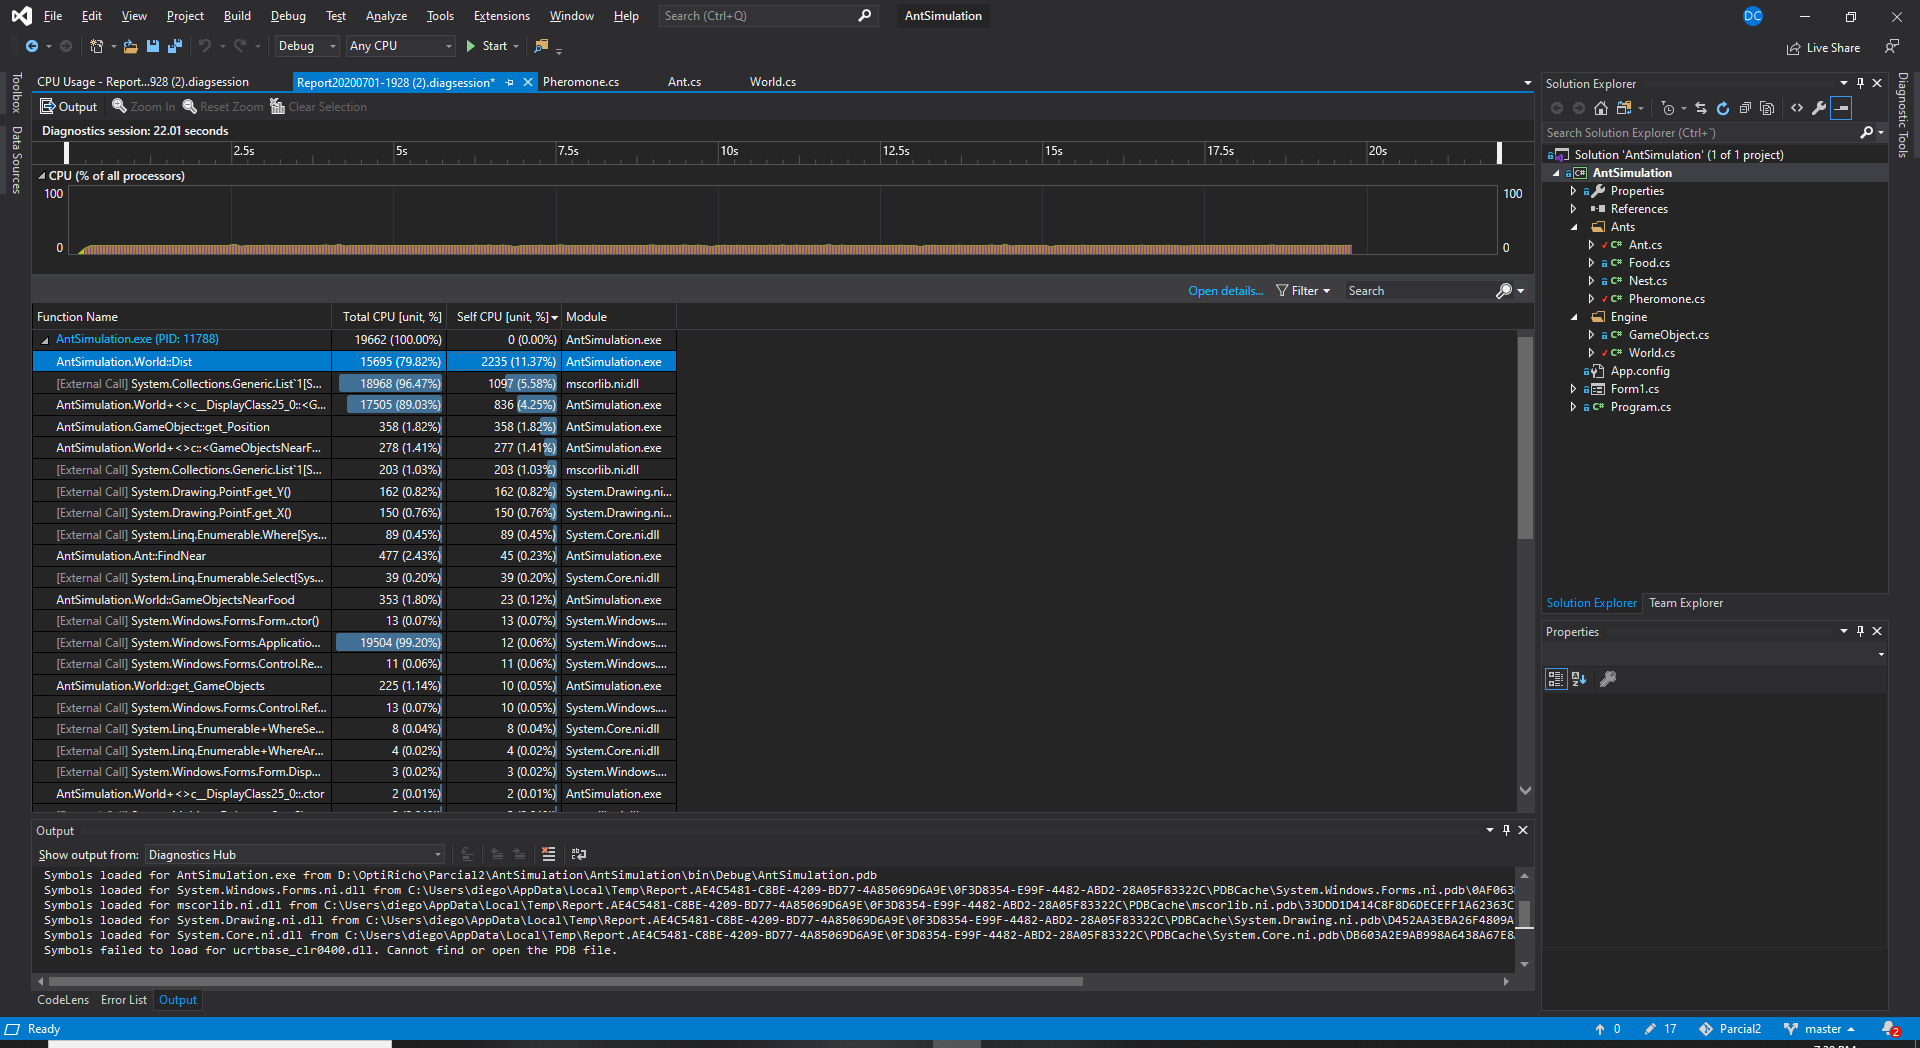 File Edit View Project Build Debug Test Analyze Tools Extensions Window Help Search (Ctrl+Q) AntSimulation DC
Debug Any CPU Start Live Share
Toolbox
Data Sources
CPU Usage - Report...928 (2).diagsession Report20200701-1928 (2).diagsession* Pheromone.cs Ant.cs World.cs
Output Zoom In Reset Zoom Clear Selection
Diagnostics session: 22.01 seconds
2.5s 5s 7.5s 10s 12.5s 15s 17.5s 20s
CPU (% of all processors)
100 100
0 0
Open details... Filter Search
Function Name Total CPU [unit, %] Self CPU [unit, %] Module
AntSimulation.exe (PID: 11788) 19662 (100.00%) 0 (0.00%) AntSimulation.exe
AntSimulation.World::Dist 15695 (79.82%) 2235 (11.37%) AntSimulation.exe
[External Call] System.Collections.Generic.List`1[S... 18968 (96.47%) 1097 (5.58%) mscorlib.ni.dll
AntSimulation.World+<>c__DisplayClass25_0::<G... 17505 (89.03%) 836 (4.25%) AntSimulation.exe
AntSimulation.GameObject::get_Position 358 (1.82%) 358 (1.82%) AntSimulation.exe
AntSimulation.World+<>c::<GameObjectsNearF... 278 (1.41%) 277 (1.41%) AntSimulation.exe
[External Call] System.Collections.Generic.List`1[S... 203 (1.03%) 203 (1.03%) mscorlib.ni.dll
[External Call] System.Drawing.PointF.get_Y() 162 (0.82%) 162 (0.82%) System.Drawing.ni...
[External Call] System.Drawing.PointF.get_X() 150 (0.76%) 150 (0.76%) System.Drawing.ni...
[External Call] System.Linq.Enumerable.Where[Sys... 89 (0.45%) 89 (0.45%) System.Core.ni.dll
AntSimulation.Ant::FindNear 477 (2.43%) 45 (0.23%) AntSimulation.exe
[External Call] System.Linq.Enumerable.Select[Sys... 39 (0.20%) 39 (0.20%) System.Core.ni.dll
AntSimulation.World::GameObjectsNearFood 353 (1.80%) 23 (0.12%) AntSimulation.exe
[External Call] System.Windows.Forms.Form..ctor() 13 (0.07%) 13 (0.07%) System.Windows....
[External Call] System.Windows.Forms.Applicatio... 19504 (99.20%) 12 (0.06%) System.Windows....
[External Call] System.Windows.Forms.Control.Re... 11 (0.06%) 11 (0.06%) System.Windows....
AntSimulation.World::get_GameObjects 225 (1.14%) 10 (0.05%) AntSimulation.exe
[External Call] System.Windows.Forms.Control.Ref... 13 (0.07%) 10 (0.05%) System.Windows....
[External Call] System.Linq.Enumerable+WhereSe... 8 (0.04%) 8 (0.04%) System.Core.ni.dll
[External Call] System.Linq.Enumerable+WhereAr... 4 (0.02%) 4 (0.02%) System.Core.ni.dll
[External Call] System.Windows.Forms.Form.Disp... 3 (0.02%) 3 (0.02%) System.Windows....
AntSimulation.World+<>c__DisplayClass25_0::.ctor 2 (0.01%) 2 (0.01%) AntSimulation.exe
Output
Show output from: Diagnostics Hub
Symbols loaded for AntSimulation.exe from D:\OptiRicho\Parcial2\AntSimulation\AntSimulation\bin\Debug\AntSimulation.pdb
Symbols loaded for System.Windows.Forms.ni.dll from C:\Users\diego\AppData\Local\Temp\Report.AE4C5481-C8BE-4209-BD77-4A85069D6A9E\0F3D8354-E99F-4482-ABD2-28A05F83322C\PDBCache\System.Windows.Forms.ni.pdb\0AF063
Symbols loaded for mscorlib.ni.dll from C:\Users\diego\AppData\Local\Temp\Report.AE4C5481-C8BE-4209-BD77-4A85069D6A9E\0F3D8354-E99F-4482-ABD2-28A05F83322C\PDBCache\mscorlib.ni.pdb\33DDD1D414C8F8D6DECEFF1A62363C
Symbols loaded for System.Drawing.ni.dll from C:\Users\diego\AppData\Local\Temp\Report.AE4C5481-C8BE-4209-BD77-4A85069D6A9E\0F3D8354-E99F-4482-ABD2-28A05F83322C\PDBCache\System.Drawing.ni.pdb\D452AA3EBA26F4809A
Symbols loaded for System.Core.ni.dll from C:\Users\diego\AppData\Local\Temp\Report.AE4C5481-C8BE-4209-BD77-4A85069D6A9E\0F3D8354-E99F-4482-ABD2-28A05F83322C\PDBCache\System.Core.ni.pdb\DB603A2E9AB998A6438A67E8
Symbols failed to load for ucrtbase_clr0400.dll. Cannot find or open the PDB file.
CodeLens Error List Output
Solution Explorer
Search Solution Explorer (Ctrl+`)
Solution 'AntSimulation' (1 of 1 project)
C# AntSimulation
Properties
References
Ants
C# Ant.cs
C# Food.cs
C# Nest.cs
C# Pheromone.cs
Engine
C# GameObject.cs
C# World.cs
App.config
Form1.cs
C# Program.cs
Solution Explorer Team Explorer
Properties
Diagnostic Tools
Ready 0 17 Parcial2 master 2